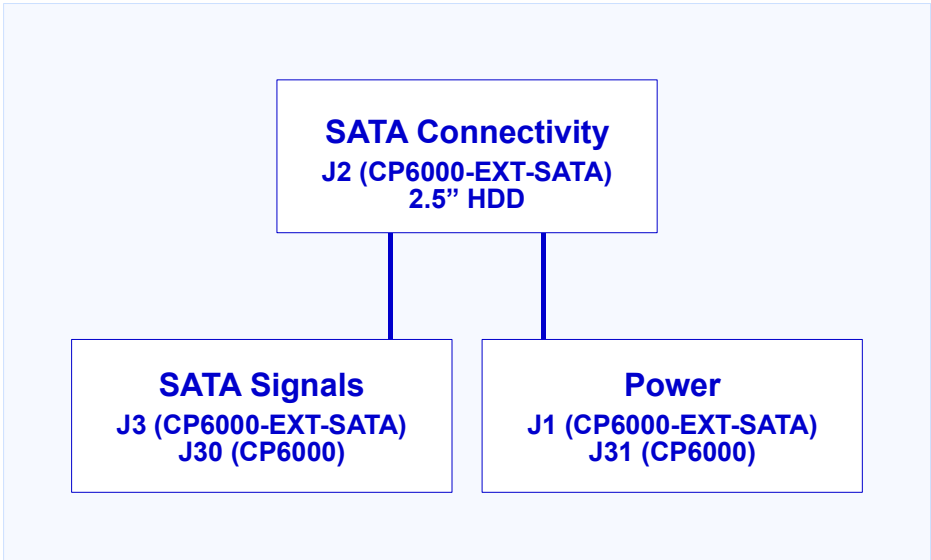 SATA Connectivity
J2 (CP6000-EXT-SATA)
2.5” HDD
SATA Signals
J3 (CP6000-EXT-SATA)
J30 (CP6000)
Power
J1 (CP6000-EXT-SATA)
J31 (CP6000)